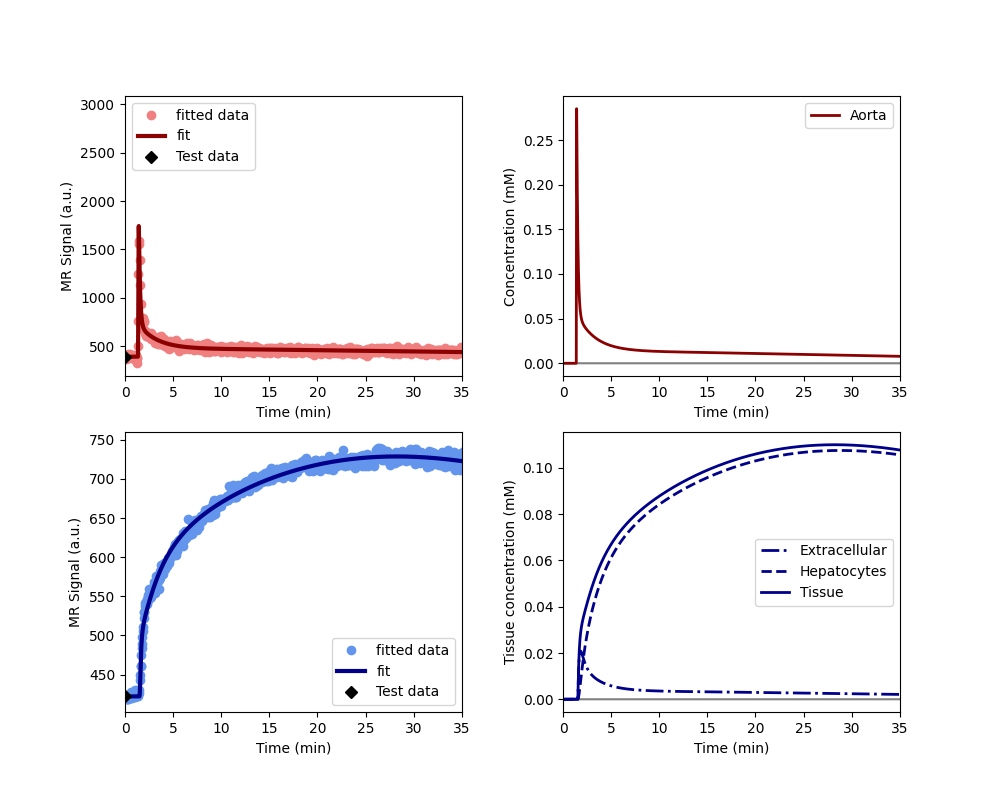 3000
2500
2000
1500
1000
500
MR Signal (a.u.)
fitted data
fit
Test data
0 5 10 15 20 25 30 35
Time (min)
0.25
0.20
0.15
0.10
0.05
0.00
Concentration (mM)
Aorta
0 5 10 15 20 25 30 35
Time (min)
750
700
650
600
550
500
450
MR Signal (a.u.)
fitted data
fit
Test data
0 5 10 15 20 25 30 35
Time (min)
0.10
0.08
0.06
0.04
0.02
0.00
Tissue concentration (mM)
Extracellular
Hepatocytes
Tissue
0 5 10 15 20 25 30 35
Time (min)